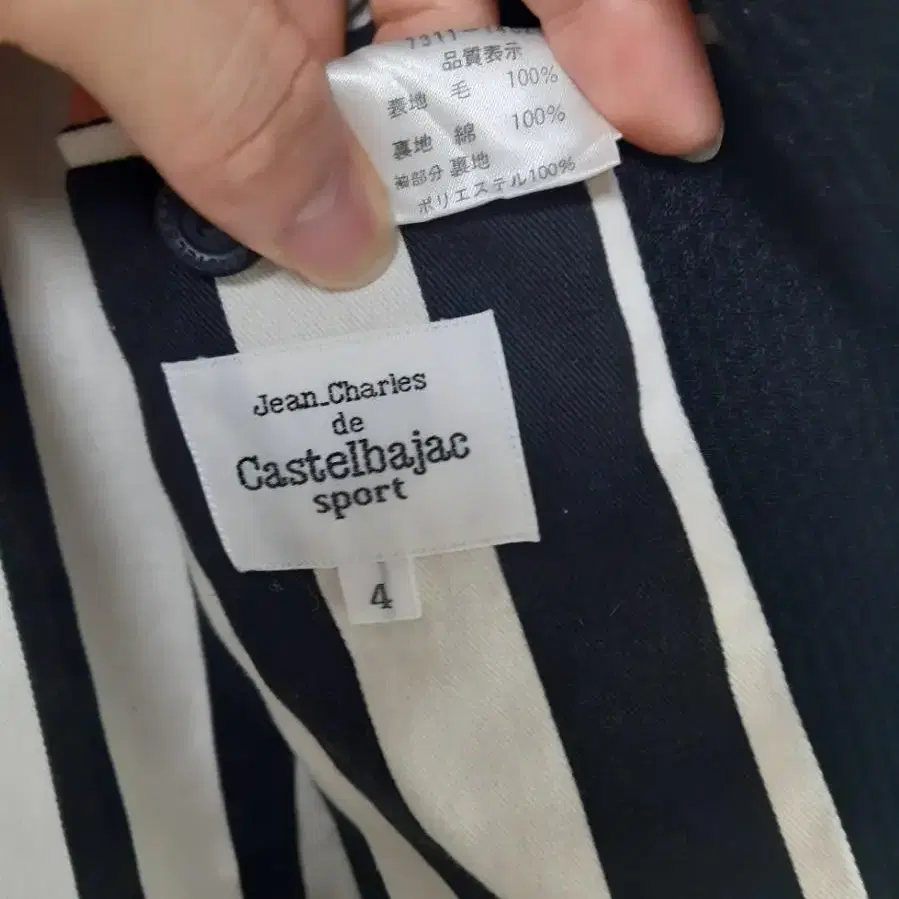 品質表示
表地 毛 100%
裏地 綿 100%
袖部分 裏地
ポリエステル100%
Jean_Charles
de
Castelbajac
sport
4